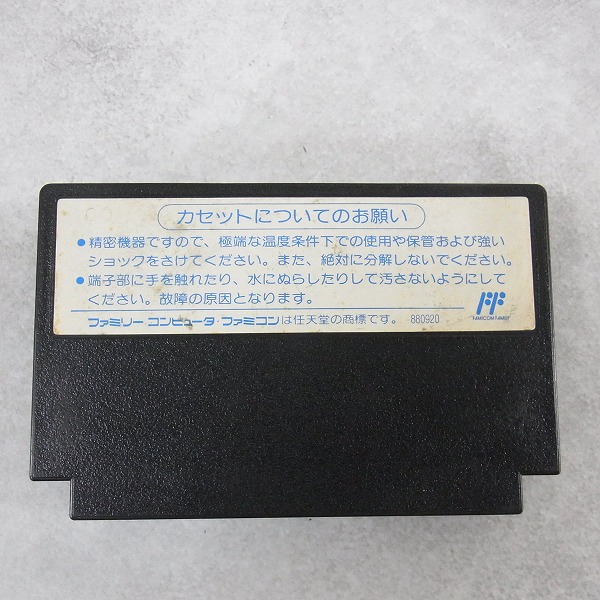 カセットについてのお願い
●精密機器ですので、極端な温度条件下での使用や保管および強い
ショックをさけてください。また、絶対に分解しないでください。
●端子部に手を触れたり、水にぬらしたりして汚さないようにして
ください。故障の原因となります。
ファミリーコンピュータ・ファミコンは任天堂の商標です。 880920
FAMICOM FAMILY